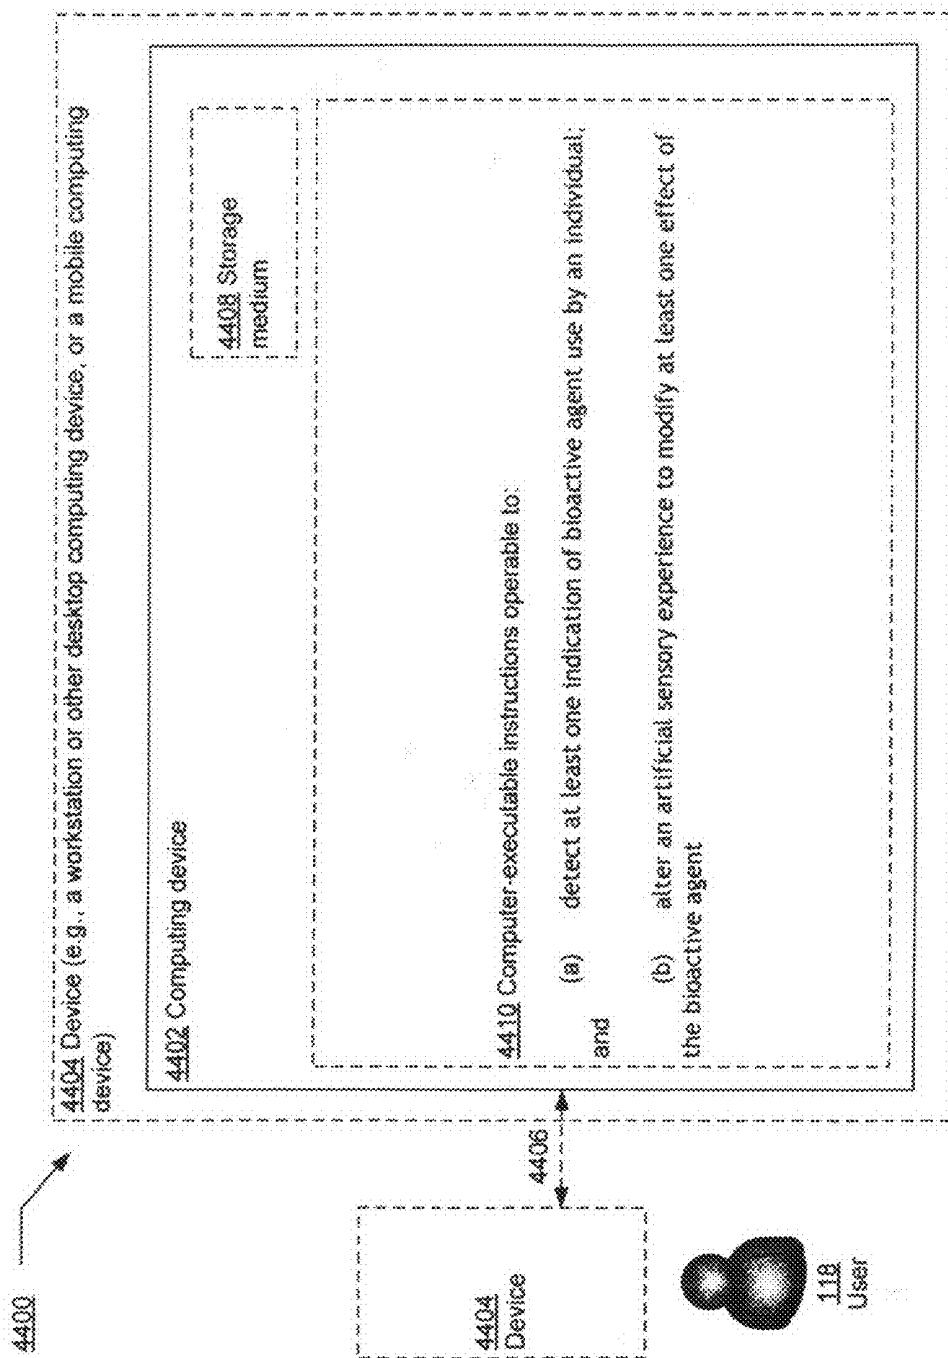 4400
4404 Device (e.g., a workstation or other desktop computing device, or a mobile computing
device)
4402 Computing device
4408 Storage
medium
4410 Computer-executable instructions operable to:
(a) detect at least one indication of bioactive agent use by an individual;
and
(b) alter an artificial sensory experience to modify at least one effect of
the bioactive agent
4406
4404
Device
118
User